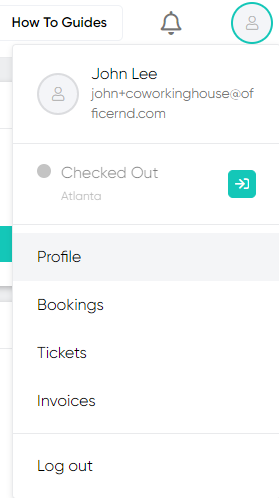 How To Guides
John Lee
john+coworkinghouse@of
ficernd.com
Checked Out
Atlanta
Profile
Bookings
Tickets
Invoices
Log out